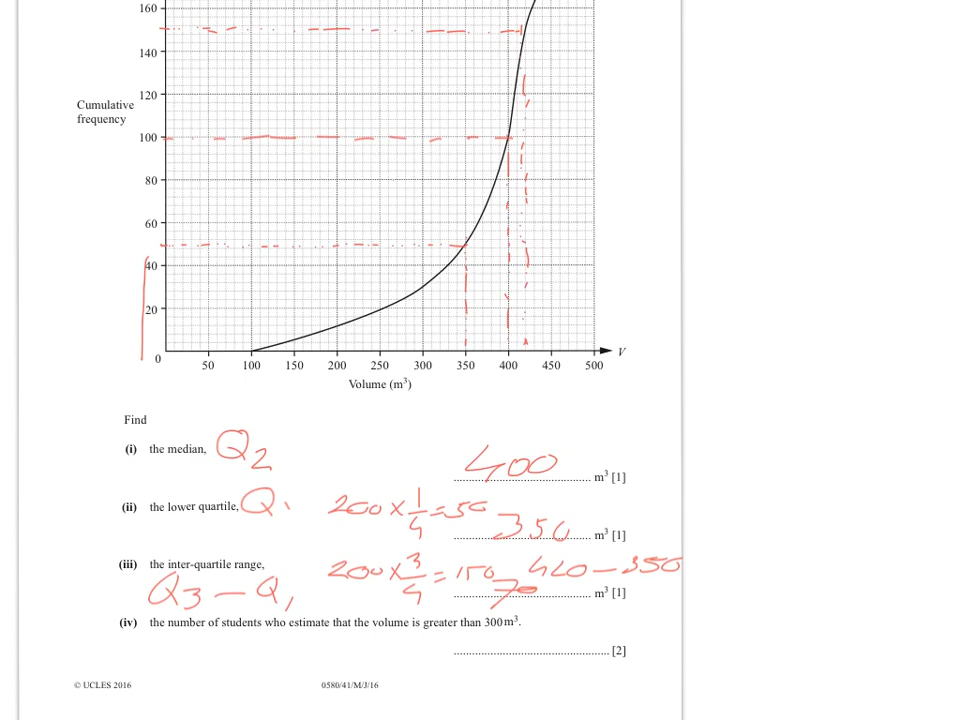 160
140
120
Cumulative
frequency
100
80
60
40
20
0
50 100 150 200 250 300 350 400 450 500 V
Volume (m³)
Find
(i) the median, Q2
400 m³ [1]
(ii) the lower quartile, Q1 200 × 1/4 = 50
350 m³ [1]
(iii) the inter-quartile range, 200 × 3/4 = 150 420 – 350
Q3 – Q1 70 m³ [1]
(iv) the number of students who estimate that the volume is greater than 300 m³.
[2]
© UCLES 2016 0580/41/M/J/16